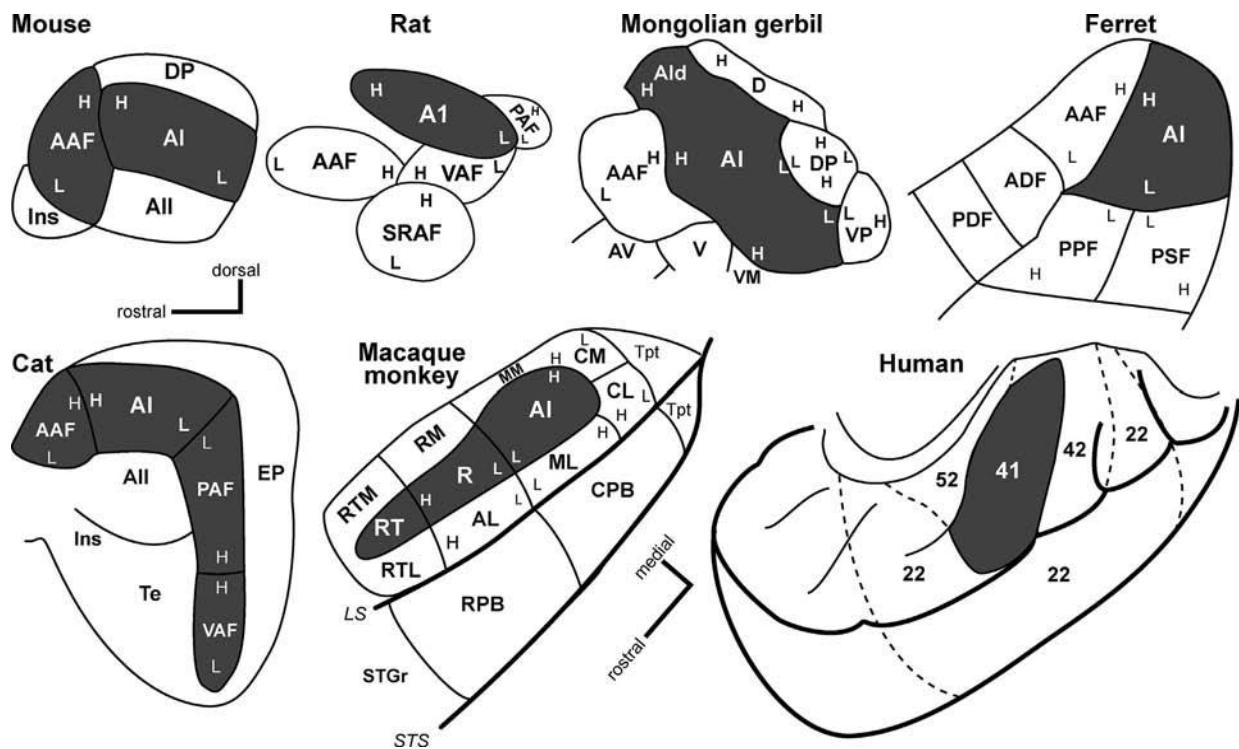 Mouse
DP
H H
AAF AI
L L
Ins AII
Rat
H A1 H PAF
L L
AAF VAF L
L H H
H
SRAF
L
Mongolian gerbil
AId H
H D
H
H
AAF H H AI L L DP L
L H
L L H
VP
AV V H
VM
Ferret
H
AAF H
AI
L
ADF L
PDF L L
PPF PSF
H H
dorsal
rostral
Cat
H H AI
AAF L
L L
AII PAF EP
Ins
H
Te H
VAF
L
Macaque
monkey
L Tpt
H CM
MM H
AI CL L Tpt
RM H
H
R L L ML
RTM H L L CPB
RT AL
H
RTL
LS RPB
STGr
STS
medial
rostral
Human
52 41 42 22
22 22